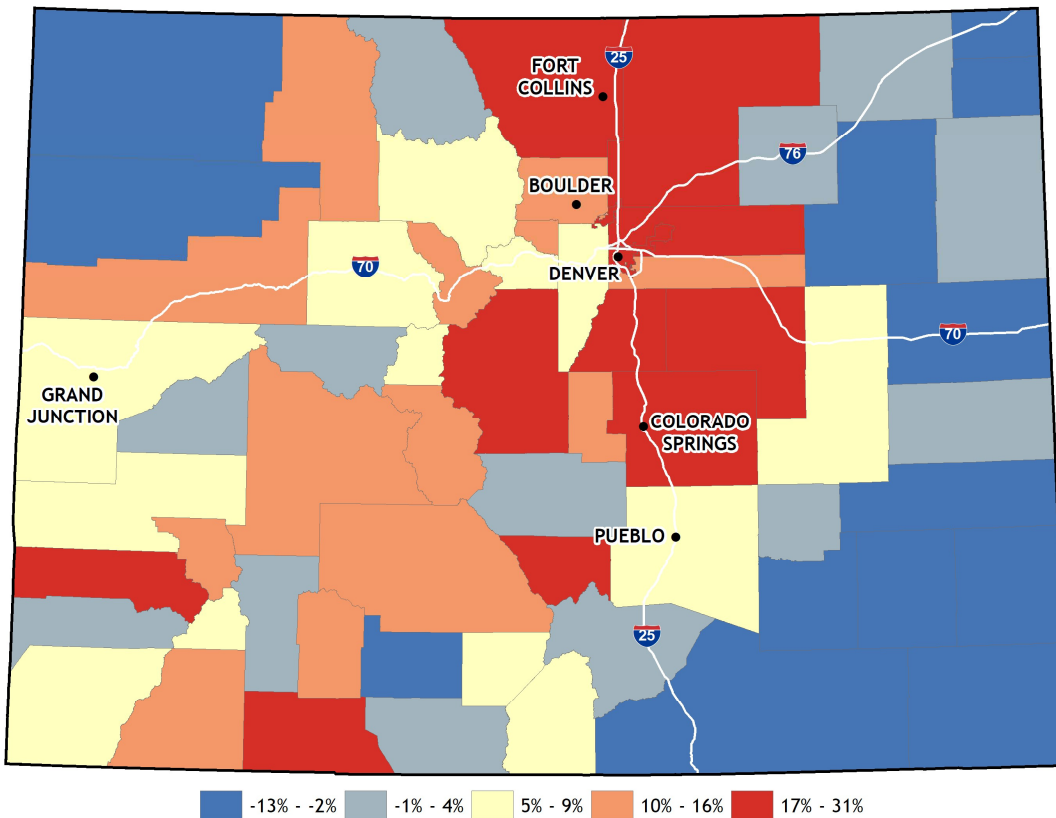 25
FORT
COLLINS
76
BOULDER
70
DENVER
70
GRAND
JUNCTION
COLORADO
SPRINGS
PUEBLO
25
-13% - -2%
-1% - 4%
5% - 9%
10% - 16%
17% - 31%